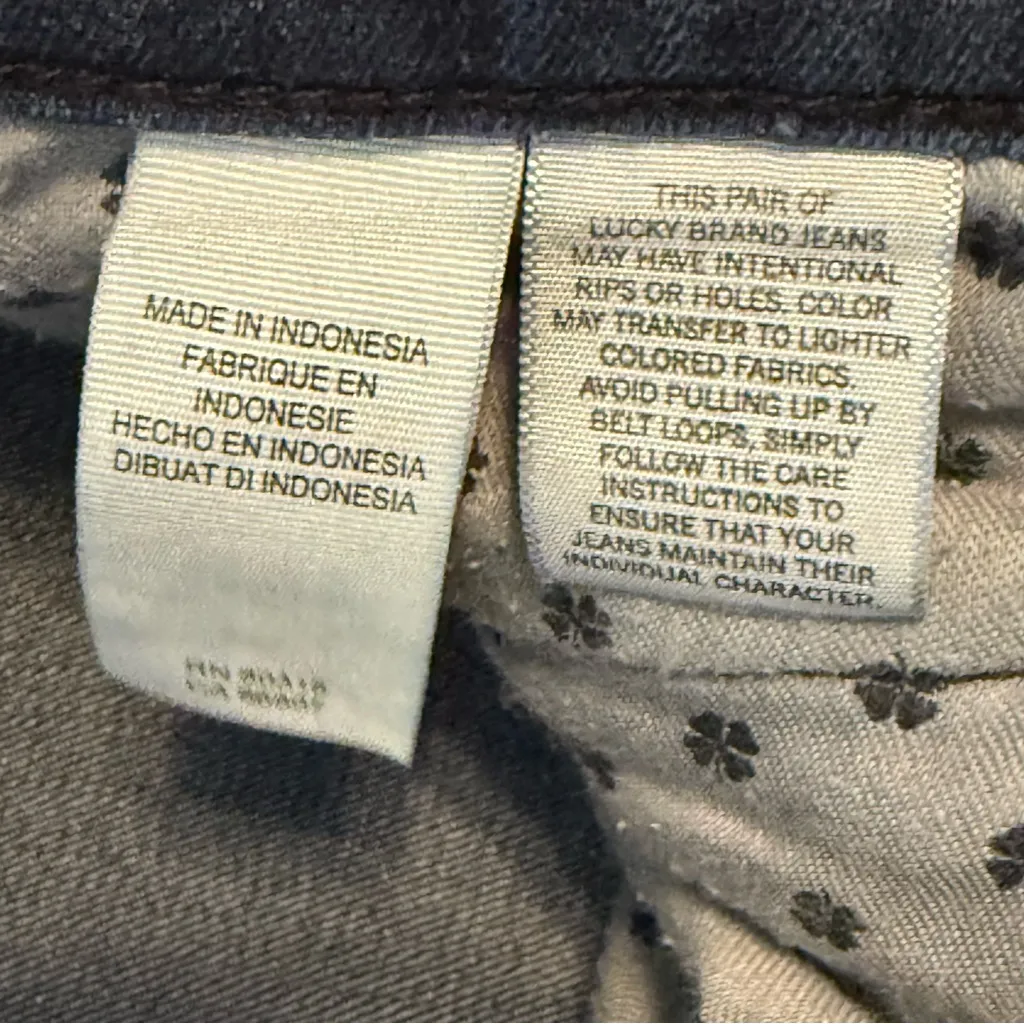 MADE IN INDONESIA
FABRIQUE EN
INDONESIE
HECHO EN INDONESIA
DIBUAT DI INDONESIA
THIS PAIR OF
LUCKY BRAND JEANS
MAY HAVE INTENTIONAL
RIPS OR HOLES. COLOR
MAY TRANSFER TO LIGHTER
COLORED FABRICS.
AVOID PULLING UP BY
BELT LOOPS, SIMPLY
FOLLOW THE CARE
INSTRUCTIONS TO
ENSURE THAT YOUR
JEANS MAINTAIN THEIR
INDIVIDUAL CHARACTER.